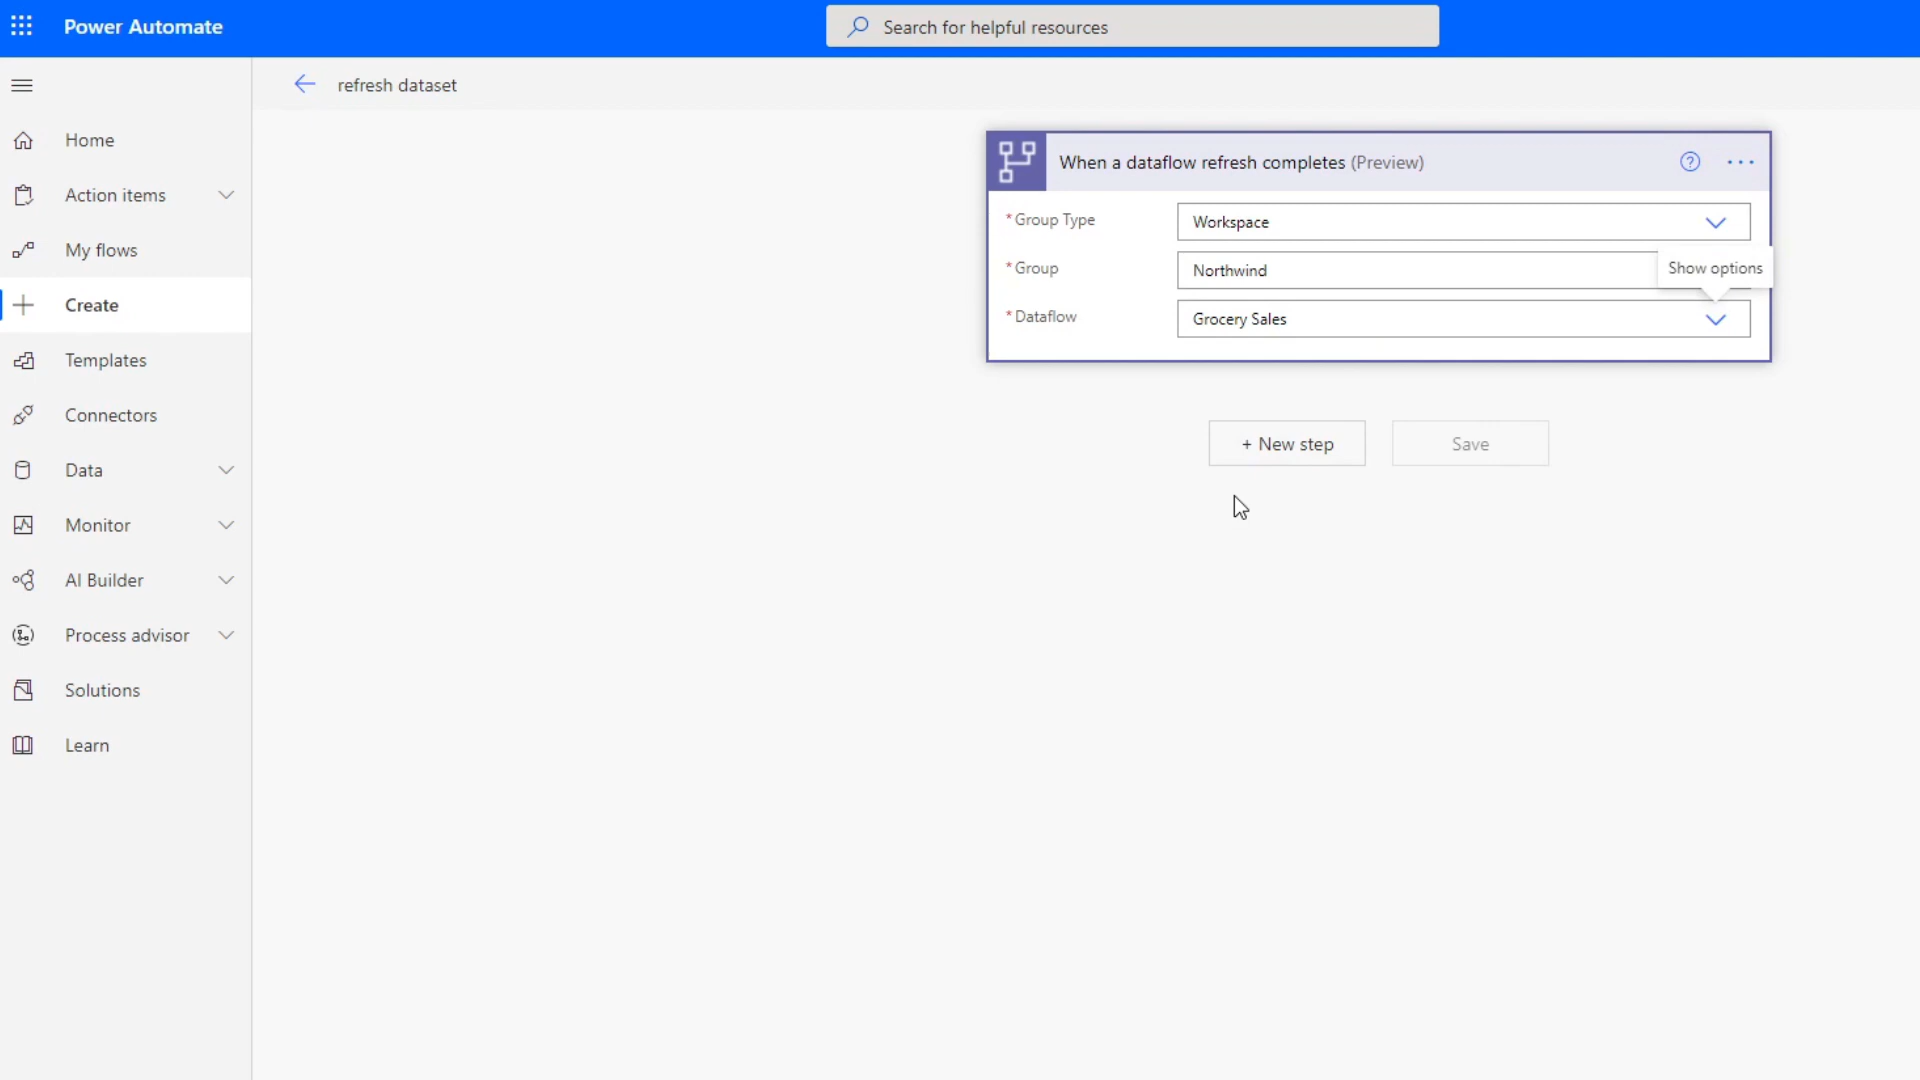 Power Automate
Search for helpful resources
refresh dataset
Home
Action items
My flows
Create
Templates
Connectors
Data
Monitor
AI Builder
Process advisor
Solutions
Learn
When a dataflow refresh completes (Preview)
* Group Type
Workspace
* Group
Northwind
Show options
* Dataflow
Grocery Sales
+ New step
Save